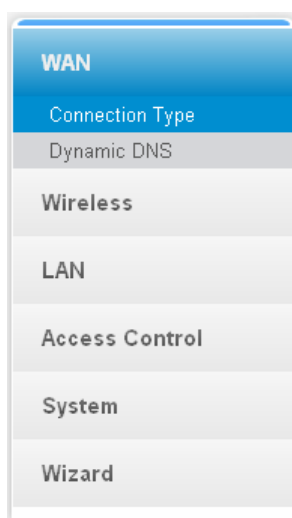 WAN
Connection Type
Dynamic DNS
Wireless
LAN
Access Control
System
Wizard